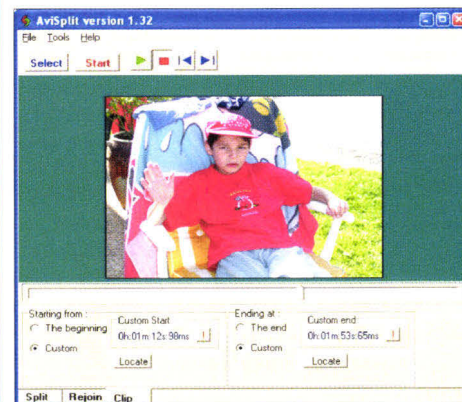 AviSplit version 1.32
File Tools Help
Select Start
Starting from :
The beginning
Custom
Custom Start
0h:01m:12s:98ms !
Locate
Ending at :
The end
Custom
Custom end:
0h:01m:53s:65ms !
Locate
Split Rejoin Clip